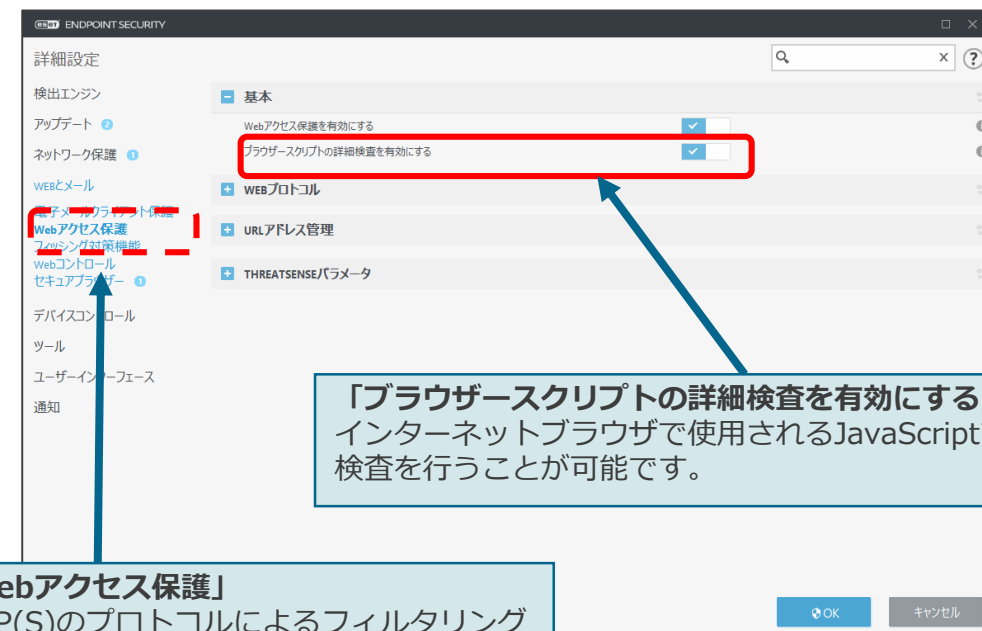 eset ENDPOINT SECURITY
詳細設定
x ?
検出エンジン
アップデート 2
ネットワーク保護 1
WEBとメール
電子メールクライアント保護
Webアクセス保護
フィッシング対策機能
Webコントロール
セキュアブラウザー 1
デバイスコントロール
ツール
ユーザーインターフェース
通知
基本
Webアクセス保護を有効にする
ブラウザースクリプトの詳細検査を有効にする
WEBプロトコル
URLアドレス管理
THREATSENSEパラメータ
「ブラウザースクリプトの詳細検査を有効にする
インターネットブラウザで使用されるJavaScript
検査を行うことが可能です。
ebアクセス保護」
P(S)のプロトコルによるフィルタリング
OK
キャンセル